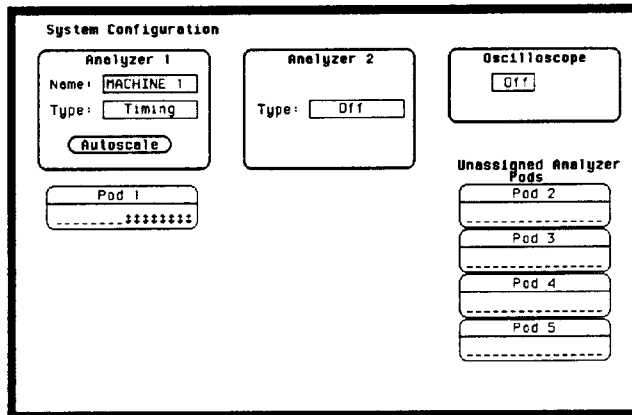 System Configuration
Analyzer 1
Name: MACHINE 1
Type: Timing
Autoscale
Analyzer 2
Type: Off
Oscilloscope
Off
Pod 1
Unassigned Analyzer
Pods
Pod 2
Pod 3
Pod 4
Pod 5